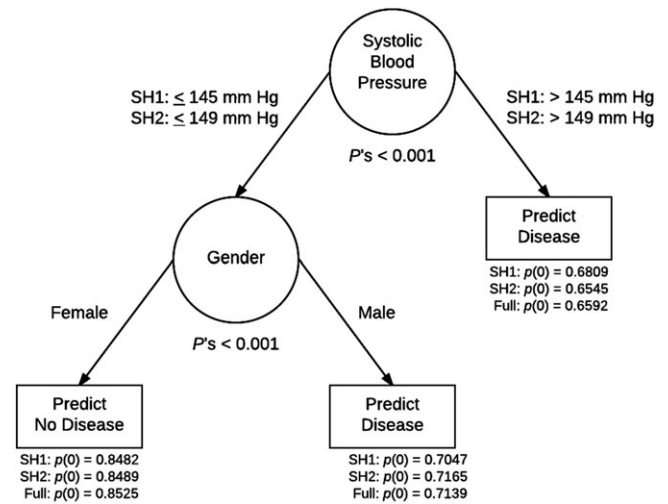 Systolic
Blood
Pressure
SH1: ≤ 145 mm Hg
SH2: ≤ 149 mm Hg
SH1: > 145 mm Hg
SH2: > 149 mm Hg
P's < 0.001
Predict
Disease
SH1: p(0) = 0.6809
SH2: p(0) = 0.6545
Full: p(0) = 0.6592
Gender
Female
Male
P's < 0.001
Predict
No Disease
SH1: p(0) = 0.8482
SH2: p(0) = 0.8489
Full: p(0) = 0.8525
Predict
Disease
SH1: p(0) = 0.7047
SH2: p(0) = 0.7165
Full: p(0) = 0.7139